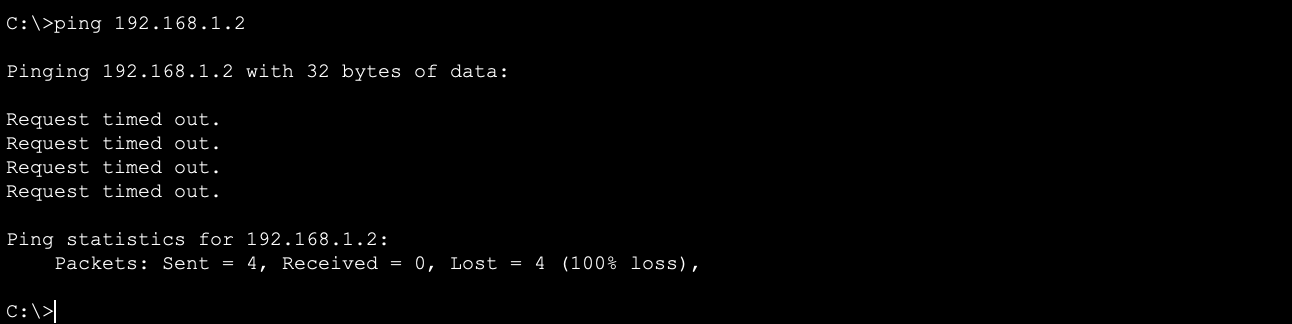 C:\>ping 192.168.1.2
Pinging 192.168.1.2 with 32 bytes of data:
Request timed out.
Request timed out.
Request timed out.
Request timed out.
Ping statistics for 192.168.1.2:
    Packets: Sent = 4, Received = 0, Lost = 4 (100% loss),
C:\>